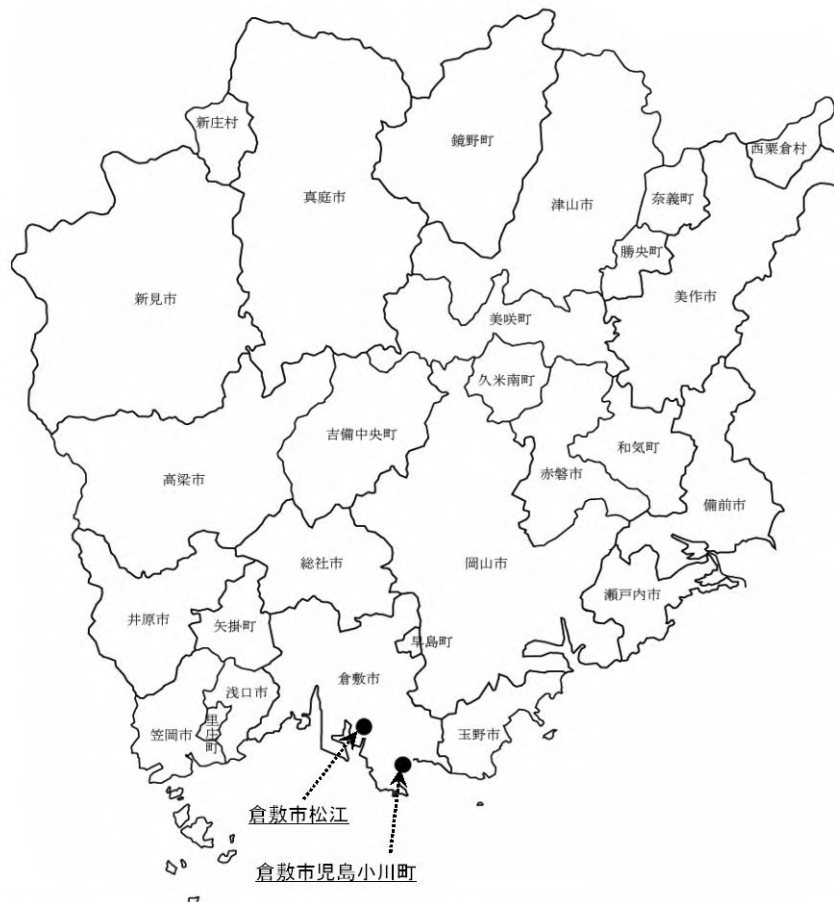 新庄村
鏡野町
西粟倉村
真庭市
津山市
奈義町
勝央町
新見市
美作市
美咲町
久米南町
吉備中央町
和気町
高梁市
赤磐市
備前市
総社市
岡山市
瀬戸内市
井原市
矢掛町
早島町
倉敷市
浅口市
笠岡市
里庄町
玉野市
倉敷市松江
倉敷市児島小川町